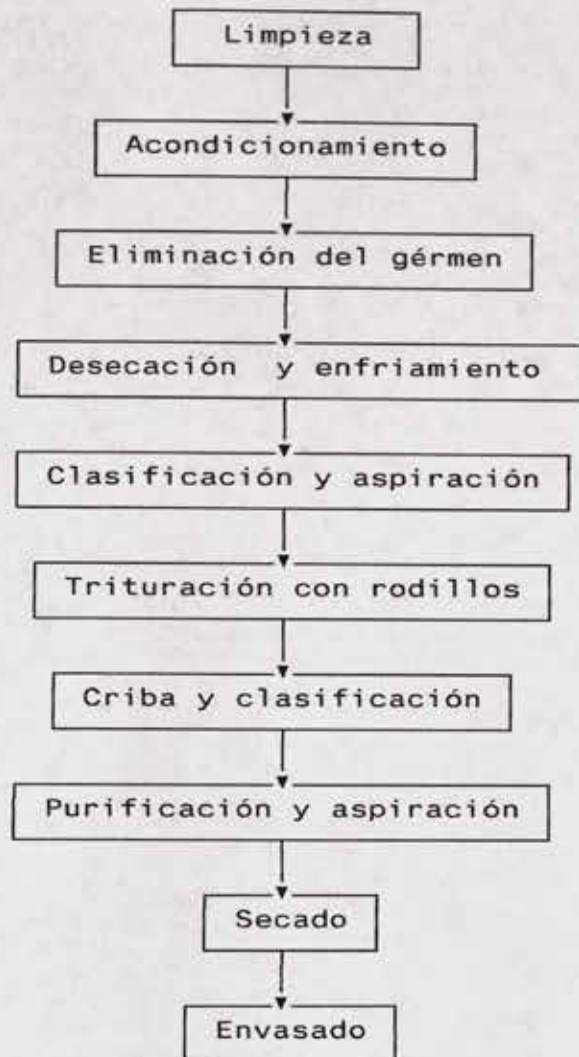 Limpieza
Acondicionamiento
Eliminación del gérmen
Desecación y enfriamiento
Clasificación y aspiración
Trituración con rodillos
Criba y clasificación
Purificación y aspiración
Secado
Envasado